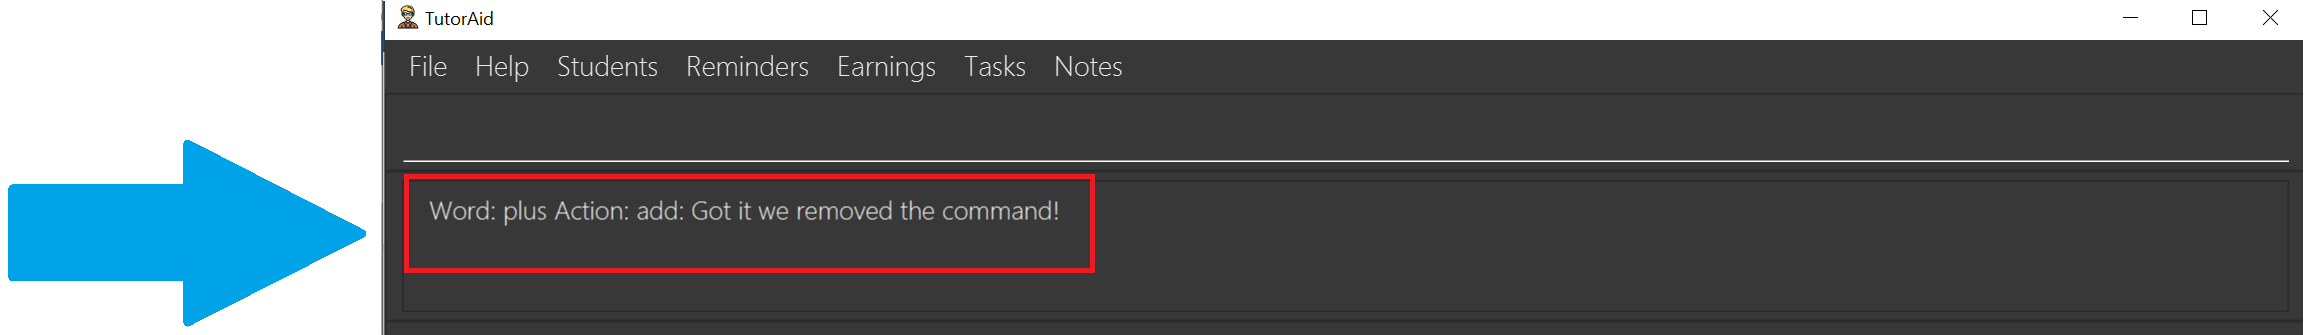 TutorAid
File Help Students Reminders Earnings Tasks Notes
Word: plus Action: add: Got it we removed the command!